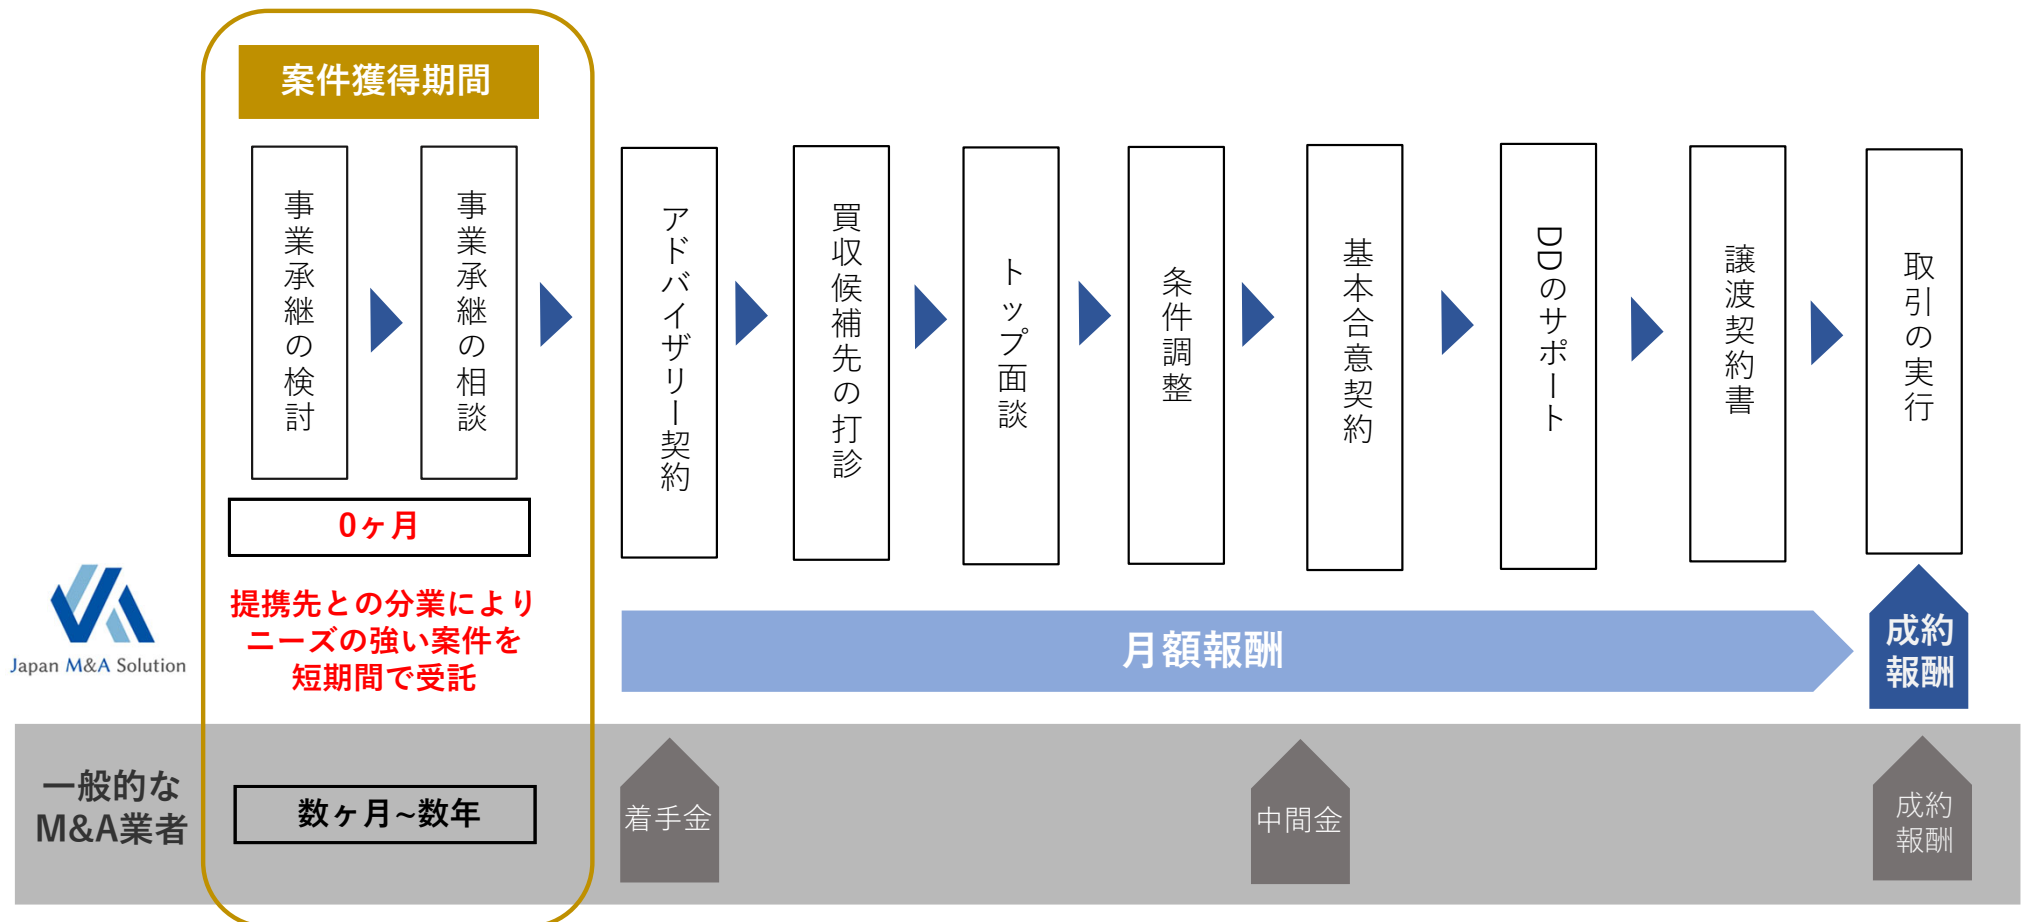 案件獲得期間
事業承継の検討
事業承継の相談
アドバイザリー契約
買収候補先の打診
トップ面談
条件調整
基本合意契約
DDのサポート
譲渡契約書
取引の実行
0ヶ月
提携先との分業により
ニーズの強い案件を
短期間で受託
Japan M&A Solution
月額報酬
成約
報酬
一般的な
M&A業者
数ヶ月~数年
着手金
中間金
成約
報酬